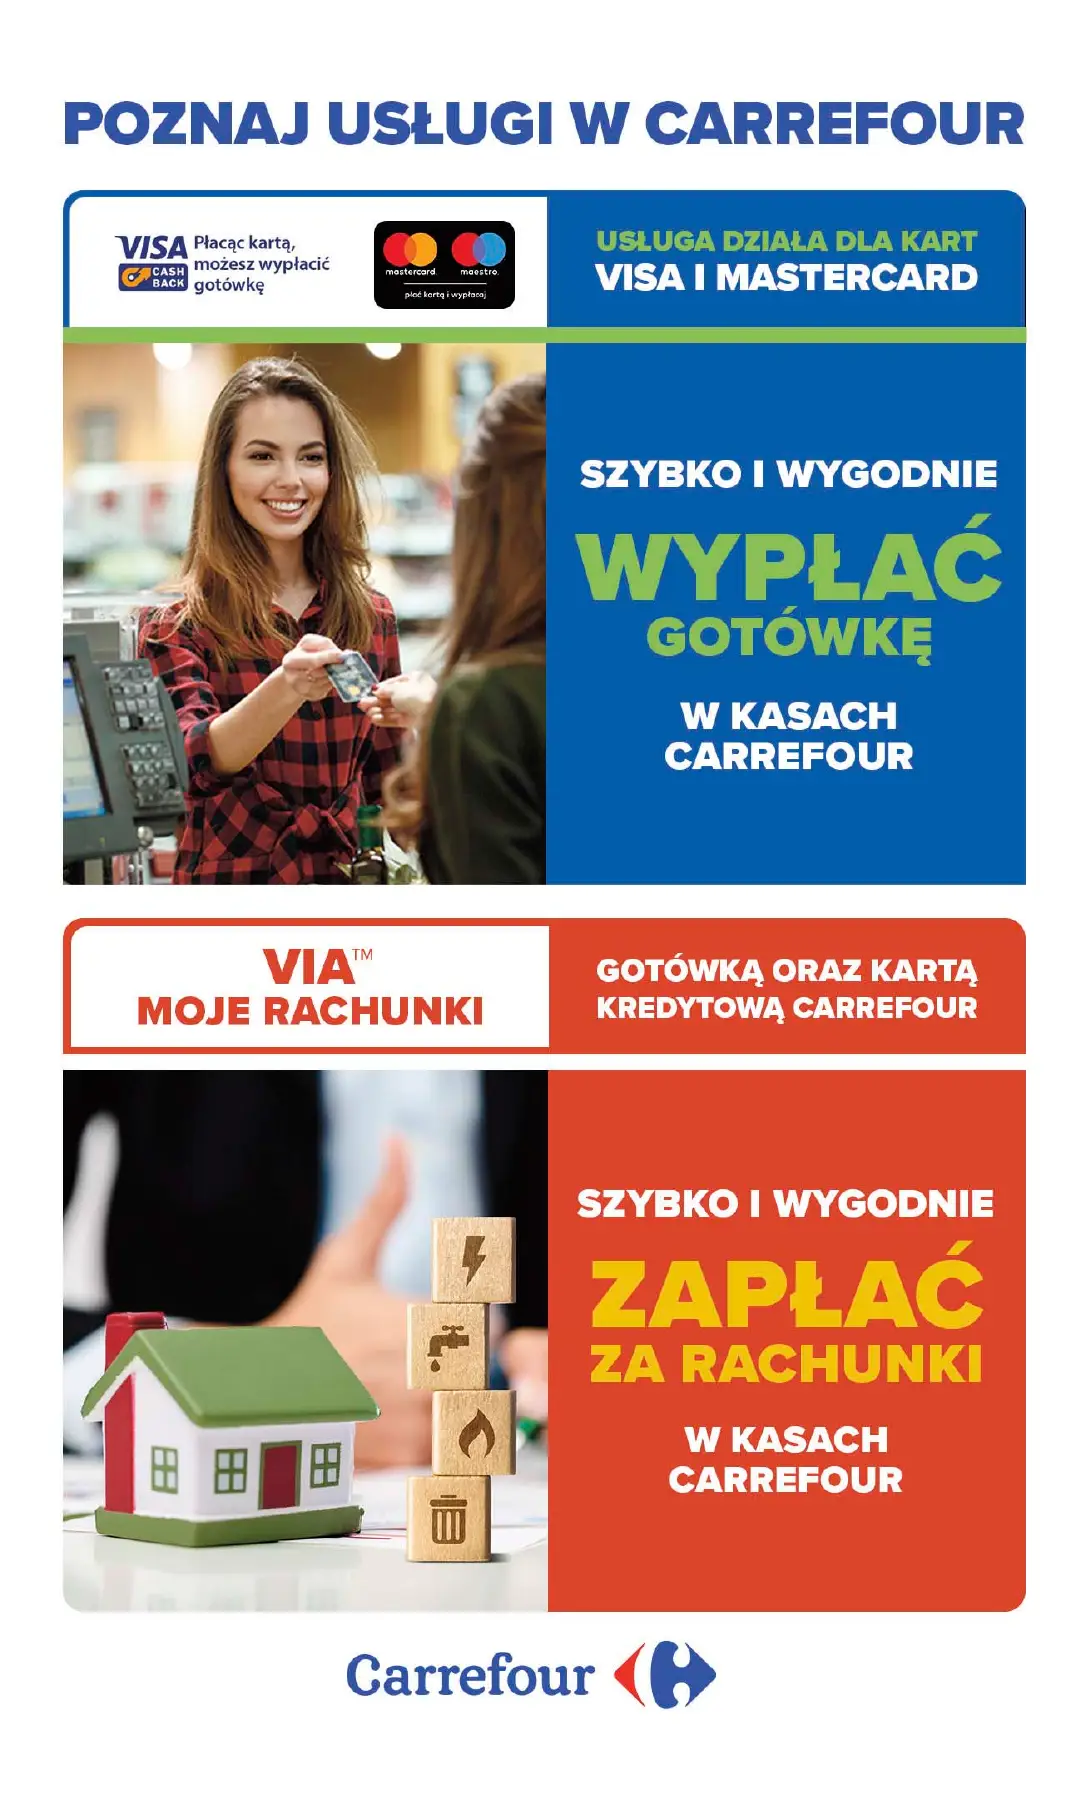 POZNAJ USŁUGI W CARREFOUR
VISA
CASH
BACK
Płacąc kartą,
możesz wypłacić
gotówkę
mastercard. maestro.
płać kartą i wypłacaj
USŁUGA DZIAŁA DLA KART
VISA I MASTERCARD
SZYBKO I WYGODNIE
WYPŁAĆ
GOTÓWKĘ
W KASACH
CARREFOUR
VIA™
MOJE RACHUNKI
GOTÓWKĄ ORAZ KARTĄ
KREDYTOWĄ CARREFOUR
SZYBKO I WYGODNIE
ZAPŁAĆ
ZA RACHUNKI
W KASACH
CARREFOUR
Carrefour